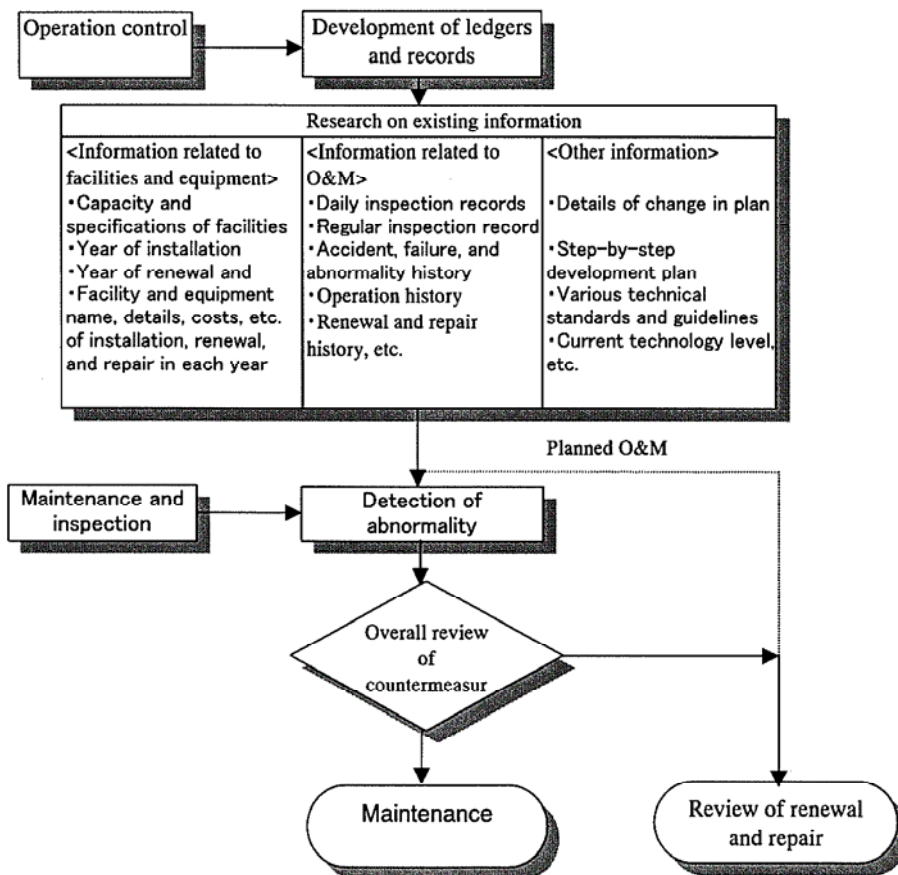 Operation control
Development of ledgers
and records
Research on existing information
<Information related to
facilities and equipment>
・Capacity and
specifications of facilities
・Year of installation
・Year of renewal and
・Facility and equipment
name, details, costs, etc.
of installation, renewal,
and repair in each year
<Information related to
O&M>
・Daily inspection records
・Regular inspection record
・Accident, failure, and
abnormality history
・Operation history
・Renewal and repair
history, etc.
<Other information>
・Details of change in plan
・Step-by-step
development plan
・Various technical
standards and guidelines
・Current technology level,
etc.
Planned O&M
Maintenance and
inspection
Detection of
abnormality
Overall review
of
countermeasur
Maintenance
Review of renewal
and repair